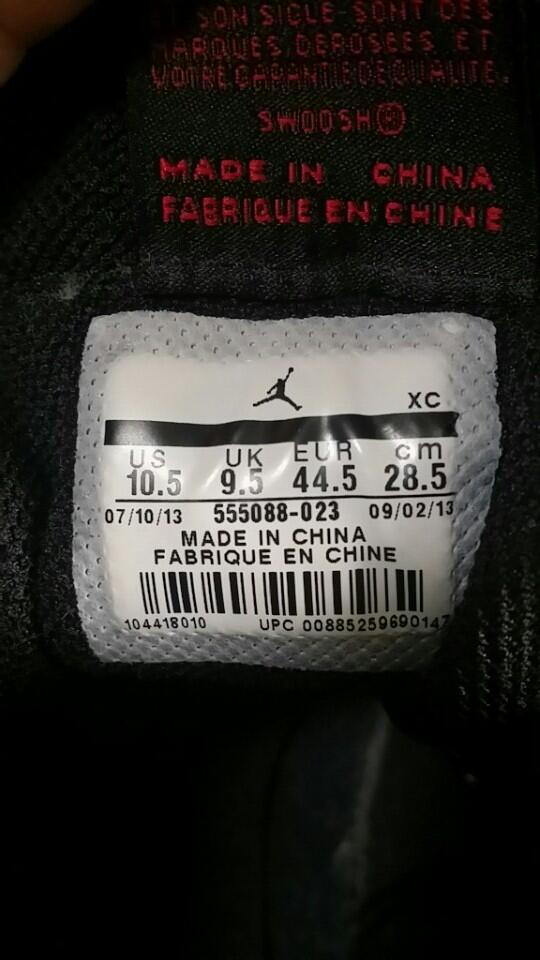 SON SIGLE SONT DES
MARQUES DEPOSEES ET
VOTRE GARANTIE DE QUALITE.
SWOOSH®
MADE IN CHINA
FABRIQUE EN CHINE
XC
US UK EUR cm
10.5 9.5 44.5 28.5
07/10/13 555088-023 09/02/13
MADE IN CHINA
FABRIQUE EN CHINE
104418010 UPC 00885259690147